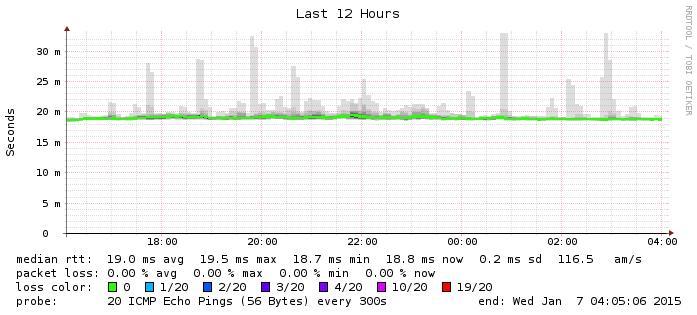 Last 12 Hours
RRDTOOL / TOBI OETIKER
Seconds
30 m
25 m
20 m
15 m
10 m
5 m
0
18:00 20:00 22:00 00:00 02:00 04:00
median rtt: 19.0 ms avg 19.5 ms max 18.7 ms min 18.8 ms now 0.2 ms sd 116.5 am/s
packet loss: 0.00 % avg 0.00 % max 0.00 % min 0.00 % now
loss color: 0 1/20 2/20 3/20 4/20 10/20 19/20
probe: 20 ICMP Echo Pings (56 Bytes) every 300s end: Wed Jan 7 04:05:06 2015